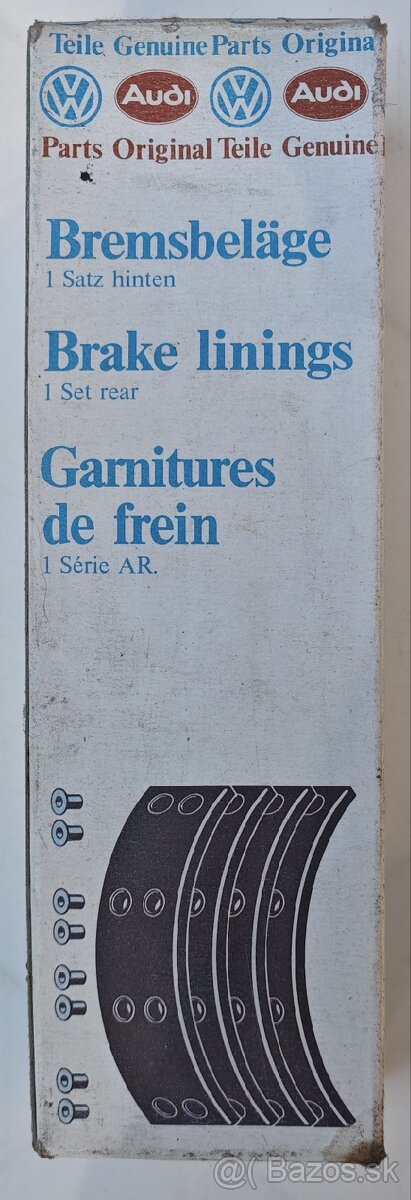 Teile Genuine Parts Origina
VW Audi VW Audi
Parts Original Teile Genuine
Bremsbeläge
1 Satz hinten
Brake linings
1 Set rear
Garnitures
de frein
1 Série AR.
@ Bazos.sk